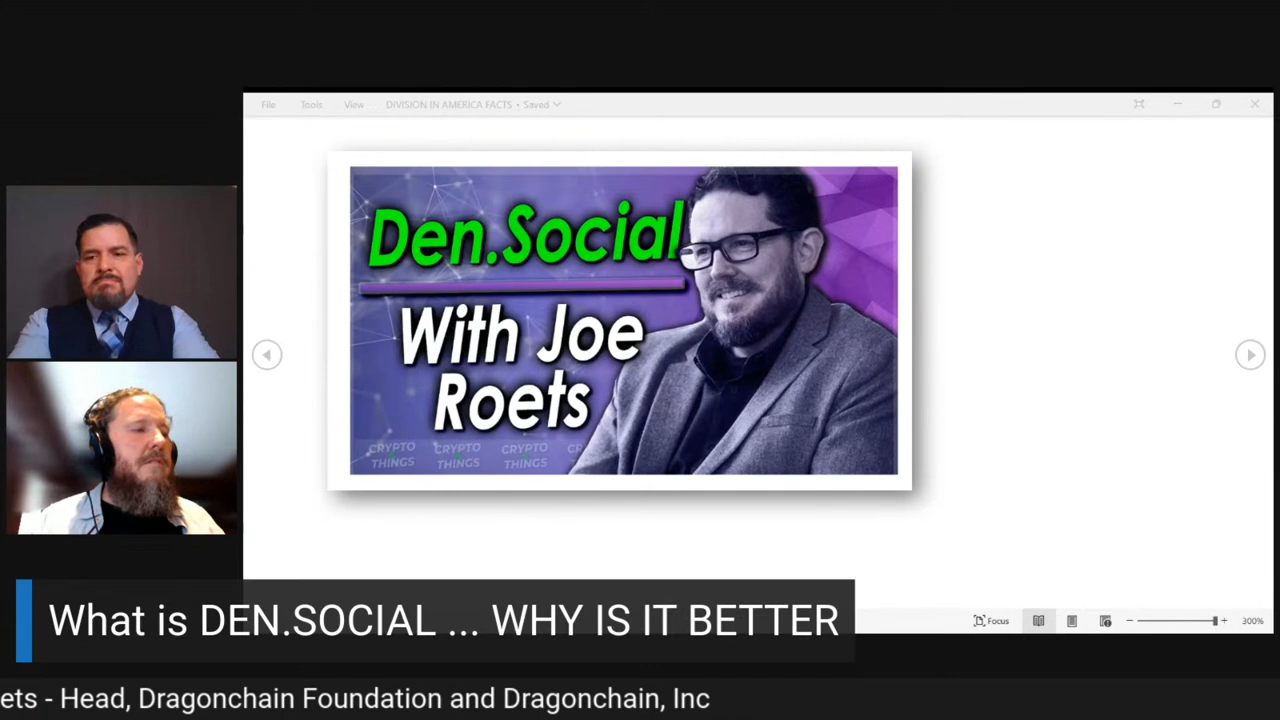 File Tools View DIVISION IN AMERICA FACTS • Saved
Den.Social
With Joe
Roets
CRYPTO CRYPTO CRYPTO
THINGS THINGS THINGS
What is DEN.SOCIAL ... WHY IS IT BETTER
Focus
300%
ets - Head, Dragonchain Foundation and Dragonchain, Inc